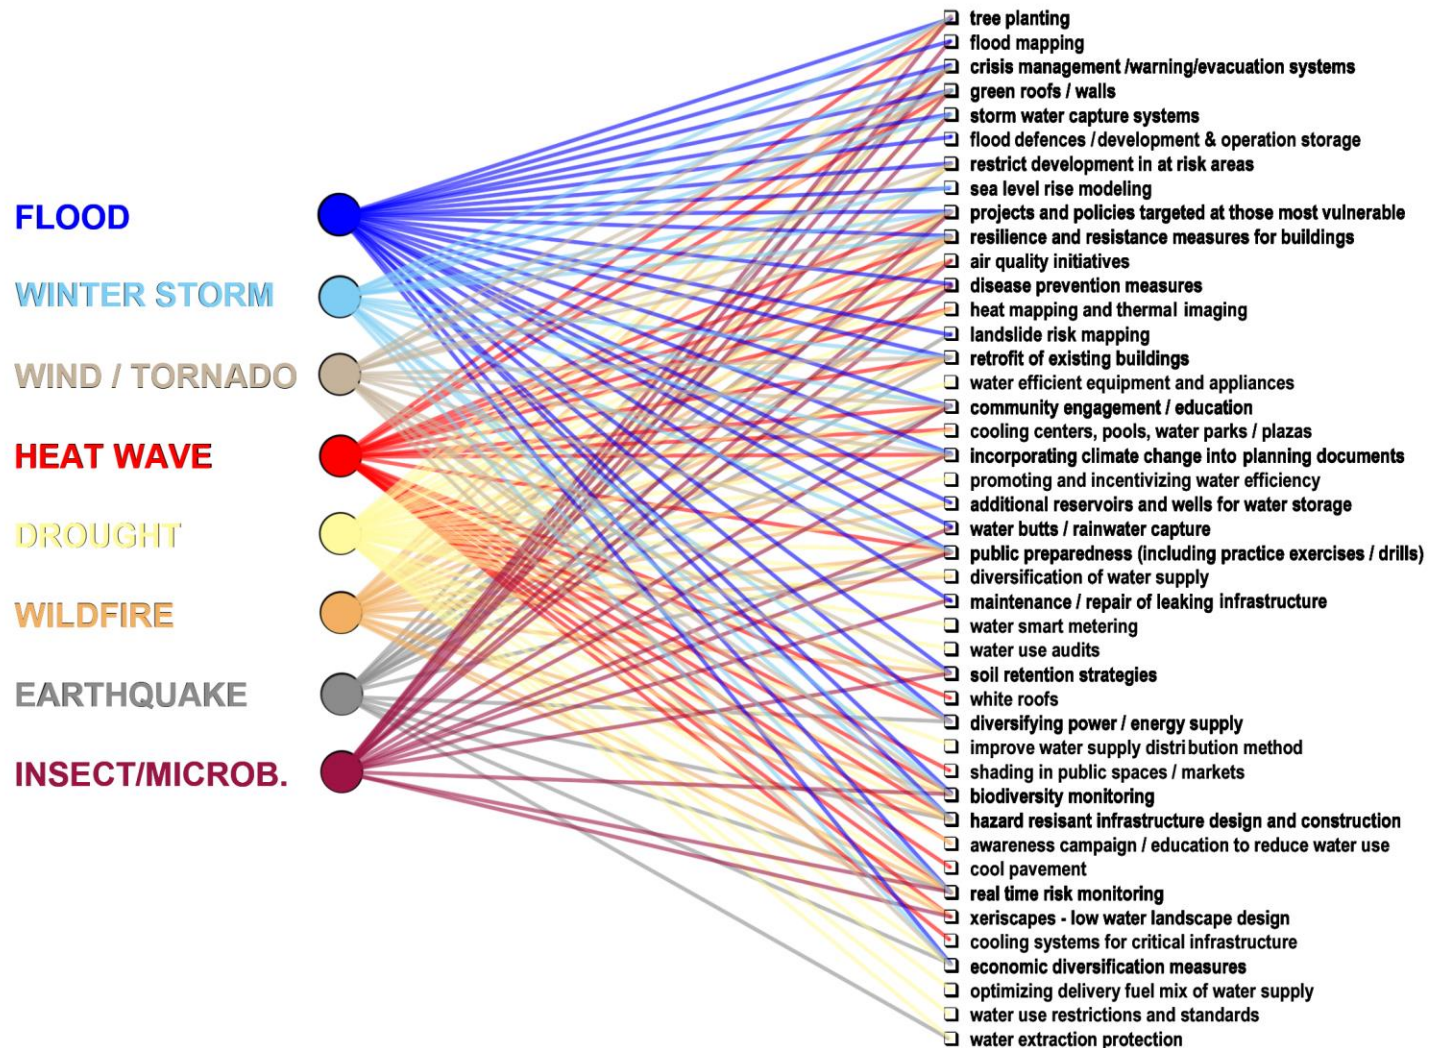 FLOOD
WINTER STORM
WIND / TORNADO
HEAT WAVE
DROUGHT
WILDFIRE
EARTHQUAKE
INSECT/MICROB.
tree planting
flood mapping
crisis management /warning/evacuation systems
green roofs / walls
storm water capture systems
flood defences / development & operation storage
restrict development in at risk areas
sea level rise modeling
projects and policies targeted at those most vulnerable
resilience and resistance measures for buildings
air quality initiatives
disease prevention measures
heat mapping and thermal imaging
landslide risk mapping
retrofit of existing buildings
water efficient equipment and appliances
community engagement / education
cooling centers, pools, water parks / plazas
incorporating climate change into planning documents
promoting and incentivizing water efficiency
additional reservoirs and wells for water storage
water butts / rainwater capture
public preparedness (including practice exercises / drills)
diversification of water supply
maintenance / repair of leaking infrastructure
water smart metering
water use audits
soil retention strategies
white roofs
diversifying power / energy supply
improve water supply distribution method
shading in public spaces / markets
biodiversity monitoring
hazard resisant infrastructure design and construction
awareness campaign / education to reduce water use
cool pavement
real time risk monitoring
xeriscapes - low water landscape design
cooling systems for critical infrastructure
economic diversification measures
optimizing delivery fuel mix of water supply
water use restrictions and standards
water extraction protection